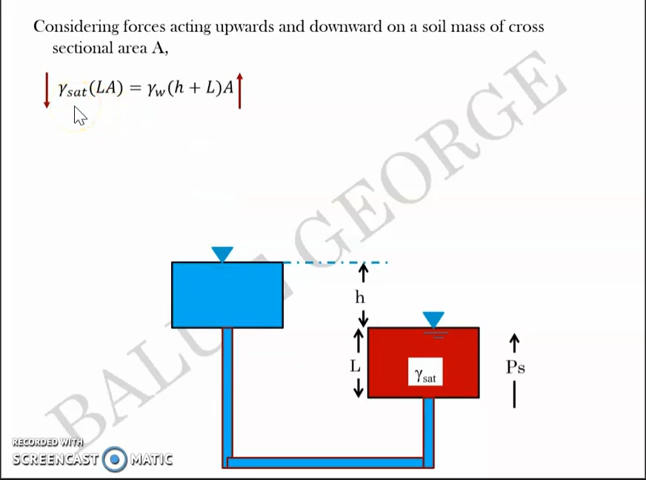 Considering forces acting upwards and downward on a soil mass of cross
sectional area A,
γsat(LA) = γw(h + L)A
BALU GEORGE
h
L
γsat
Ps
RECORDED WITH
SCREENCAST MATIC